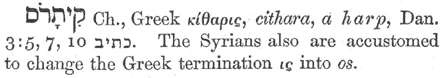 קִיתָרֹם Ch., Greek κίθαρις, cithara, a harp, Dan.
3:5, 7, 10 כתיב. The Syrians also are accustomed
to change the Greek termination ις into os.